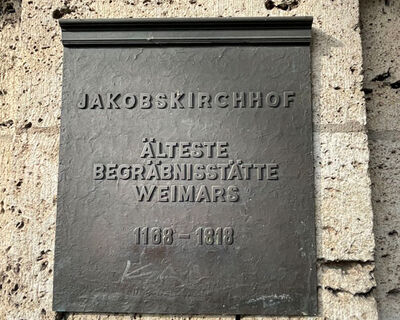 JAKOBSKIRCHHOF
ÄLTESTE
BEGRÄBNISSTÄTTE
WEIMARS
1168 – 1818